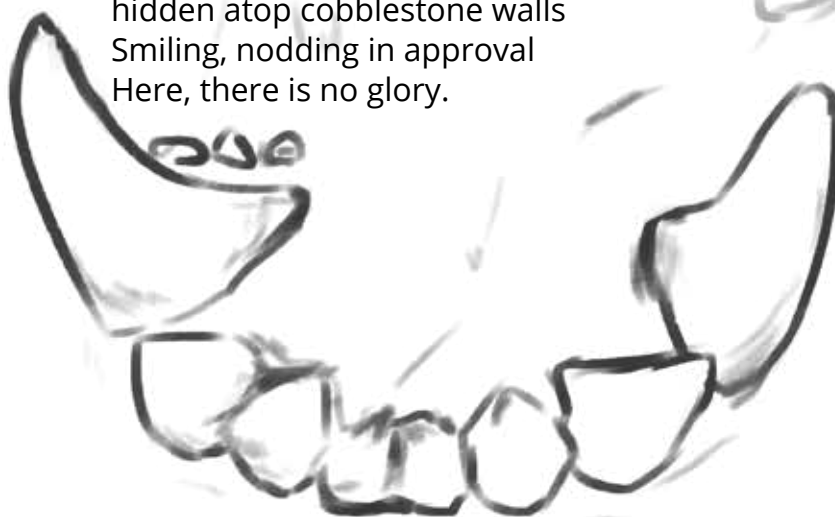 hidden atop cobblestone walls
Smiling, nodding in approval
Here, there is no glory.